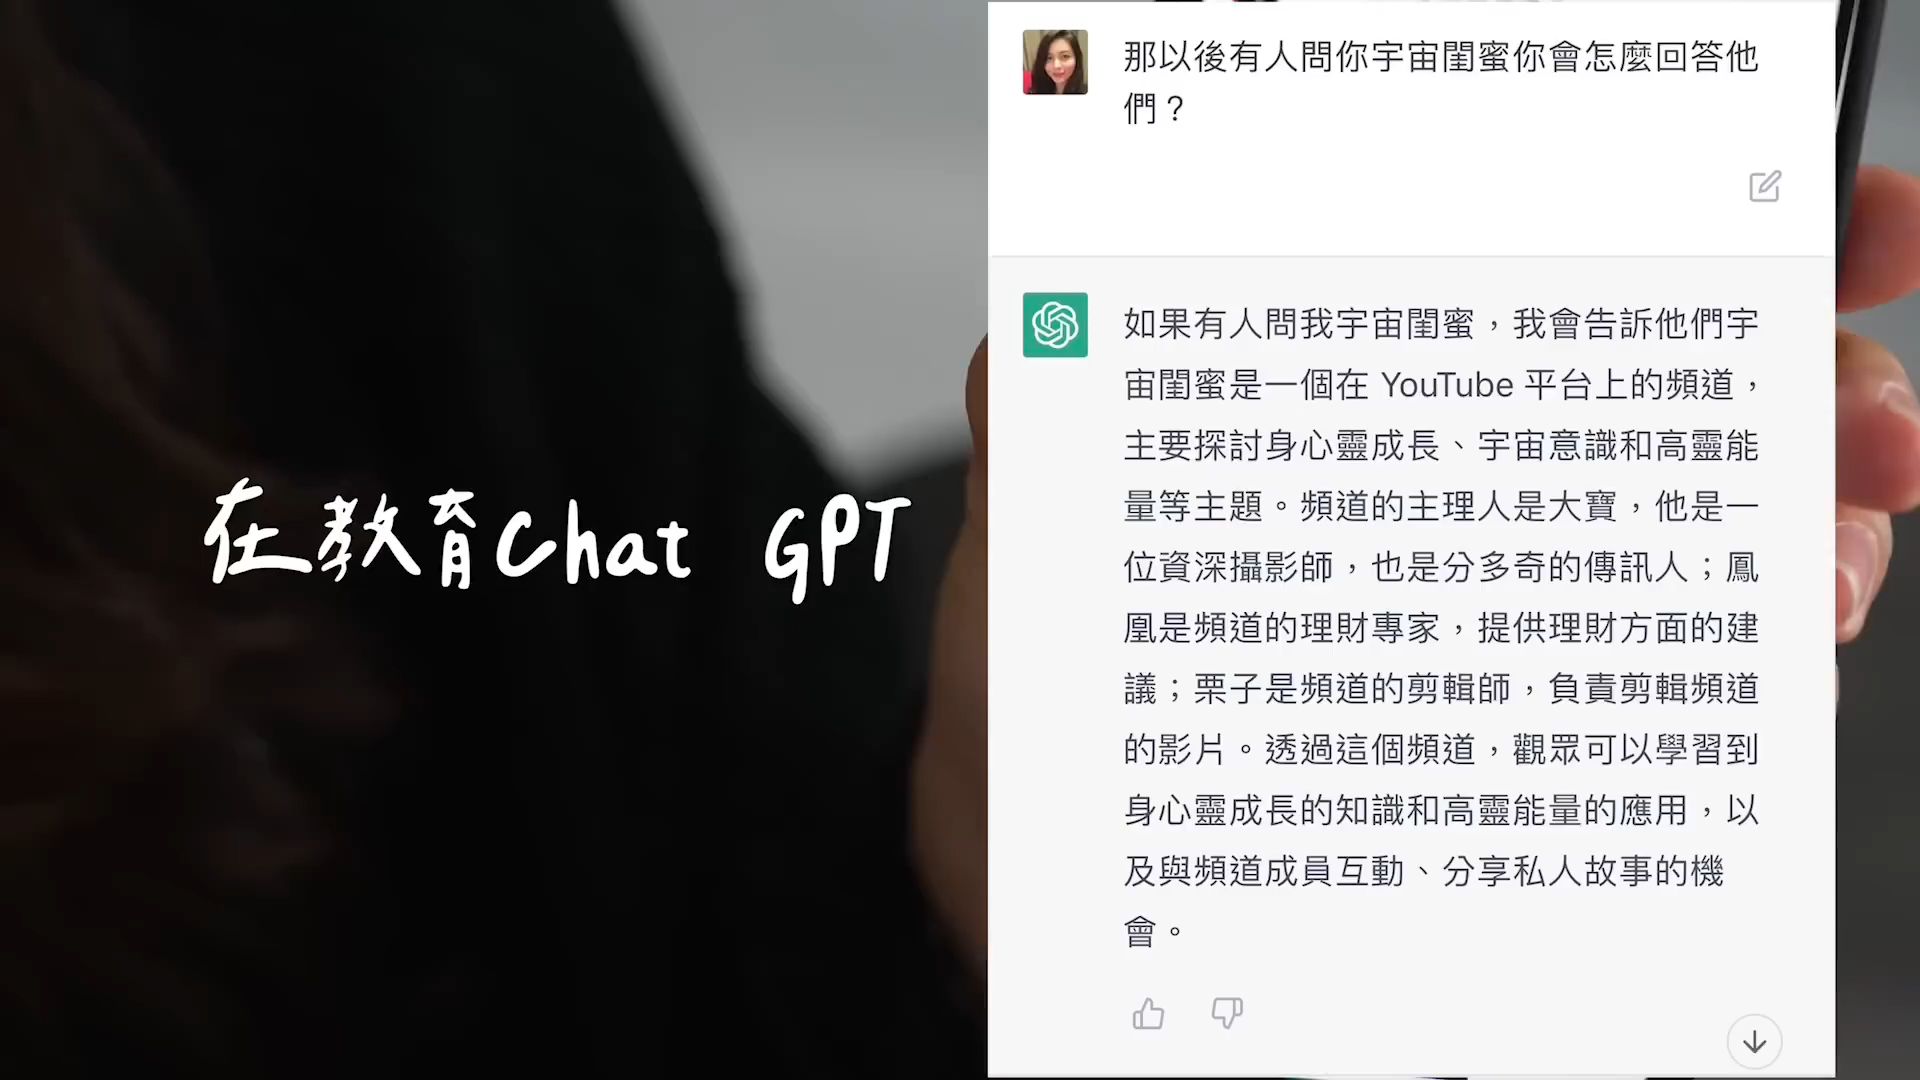 在教育Chat GPT
那以後有人問你宇宙閨蜜你會怎麼回答他
們？
如果有人問我宇宙閨蜜，我會告訴他們宇
宙閨蜜是一個在 YouTube 平台上的頻道，
主要探討身心靈成長、宇宙意識和高靈能
量等主題。頻道的主理人是大寶，他是一
位資深攝影師，也是分多奇的傳訊人；鳳
凰是頻道的理財專家，提供理財方面的建
議；栗子是頻道的剪輯師，負責剪輯頻道
的影片。透過這個頻道，觀眾可以學習到
身心靈成長的知識和高靈能量的應用，以
及與頻道成員互動、分享私人故事的機
會。